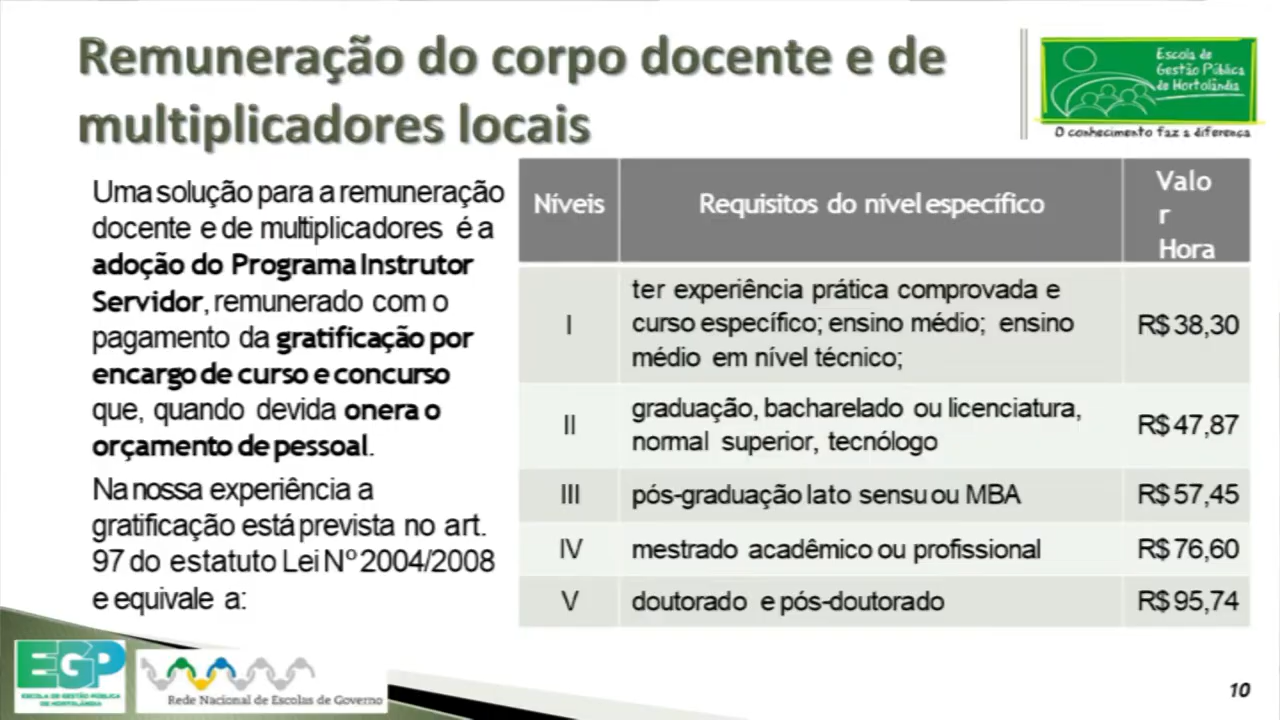 Remuneração do corpo docente e de
multiplicadores locais
Escola de
Gestão Pública
de Hortolândia
O conhecimento faz a diferença
Uma solução para a remuneração
docente e de multiplicadores é a
adoção do Programa Instrutor
Servidor, remunerado com o
pagamento da gratificação por
encargo de curso e concurso
que, quando devida onera o
orçamento de pessoal.
Na nossa experiência a
gratificação está prevista no art.
97 do estatuto Lei Nº 2004/2008
e equivale a:
Níveis
Requisitos do nível específico
Valo
r
Hora
I
ter experiência prática comprovada e
curso específico; ensino médio; ensino
médio em nível técnico;
R$ 38,30
II
graduação, bacharelado ou licenciatura,
normal superior, tecnólogo
R$ 47,87
III
pós-graduação lato sensu ou MBA
R$ 57,45
IV
mestrado acadêmico ou profissional
R$ 76,60
V
doutorado e pós-doutorado
R$ 95,74
EGP
ESCOLA DE GESTÃO PÚBLICA
DE HORTOLÂNDIA
Rede Nacional de Escolas de Governo
10